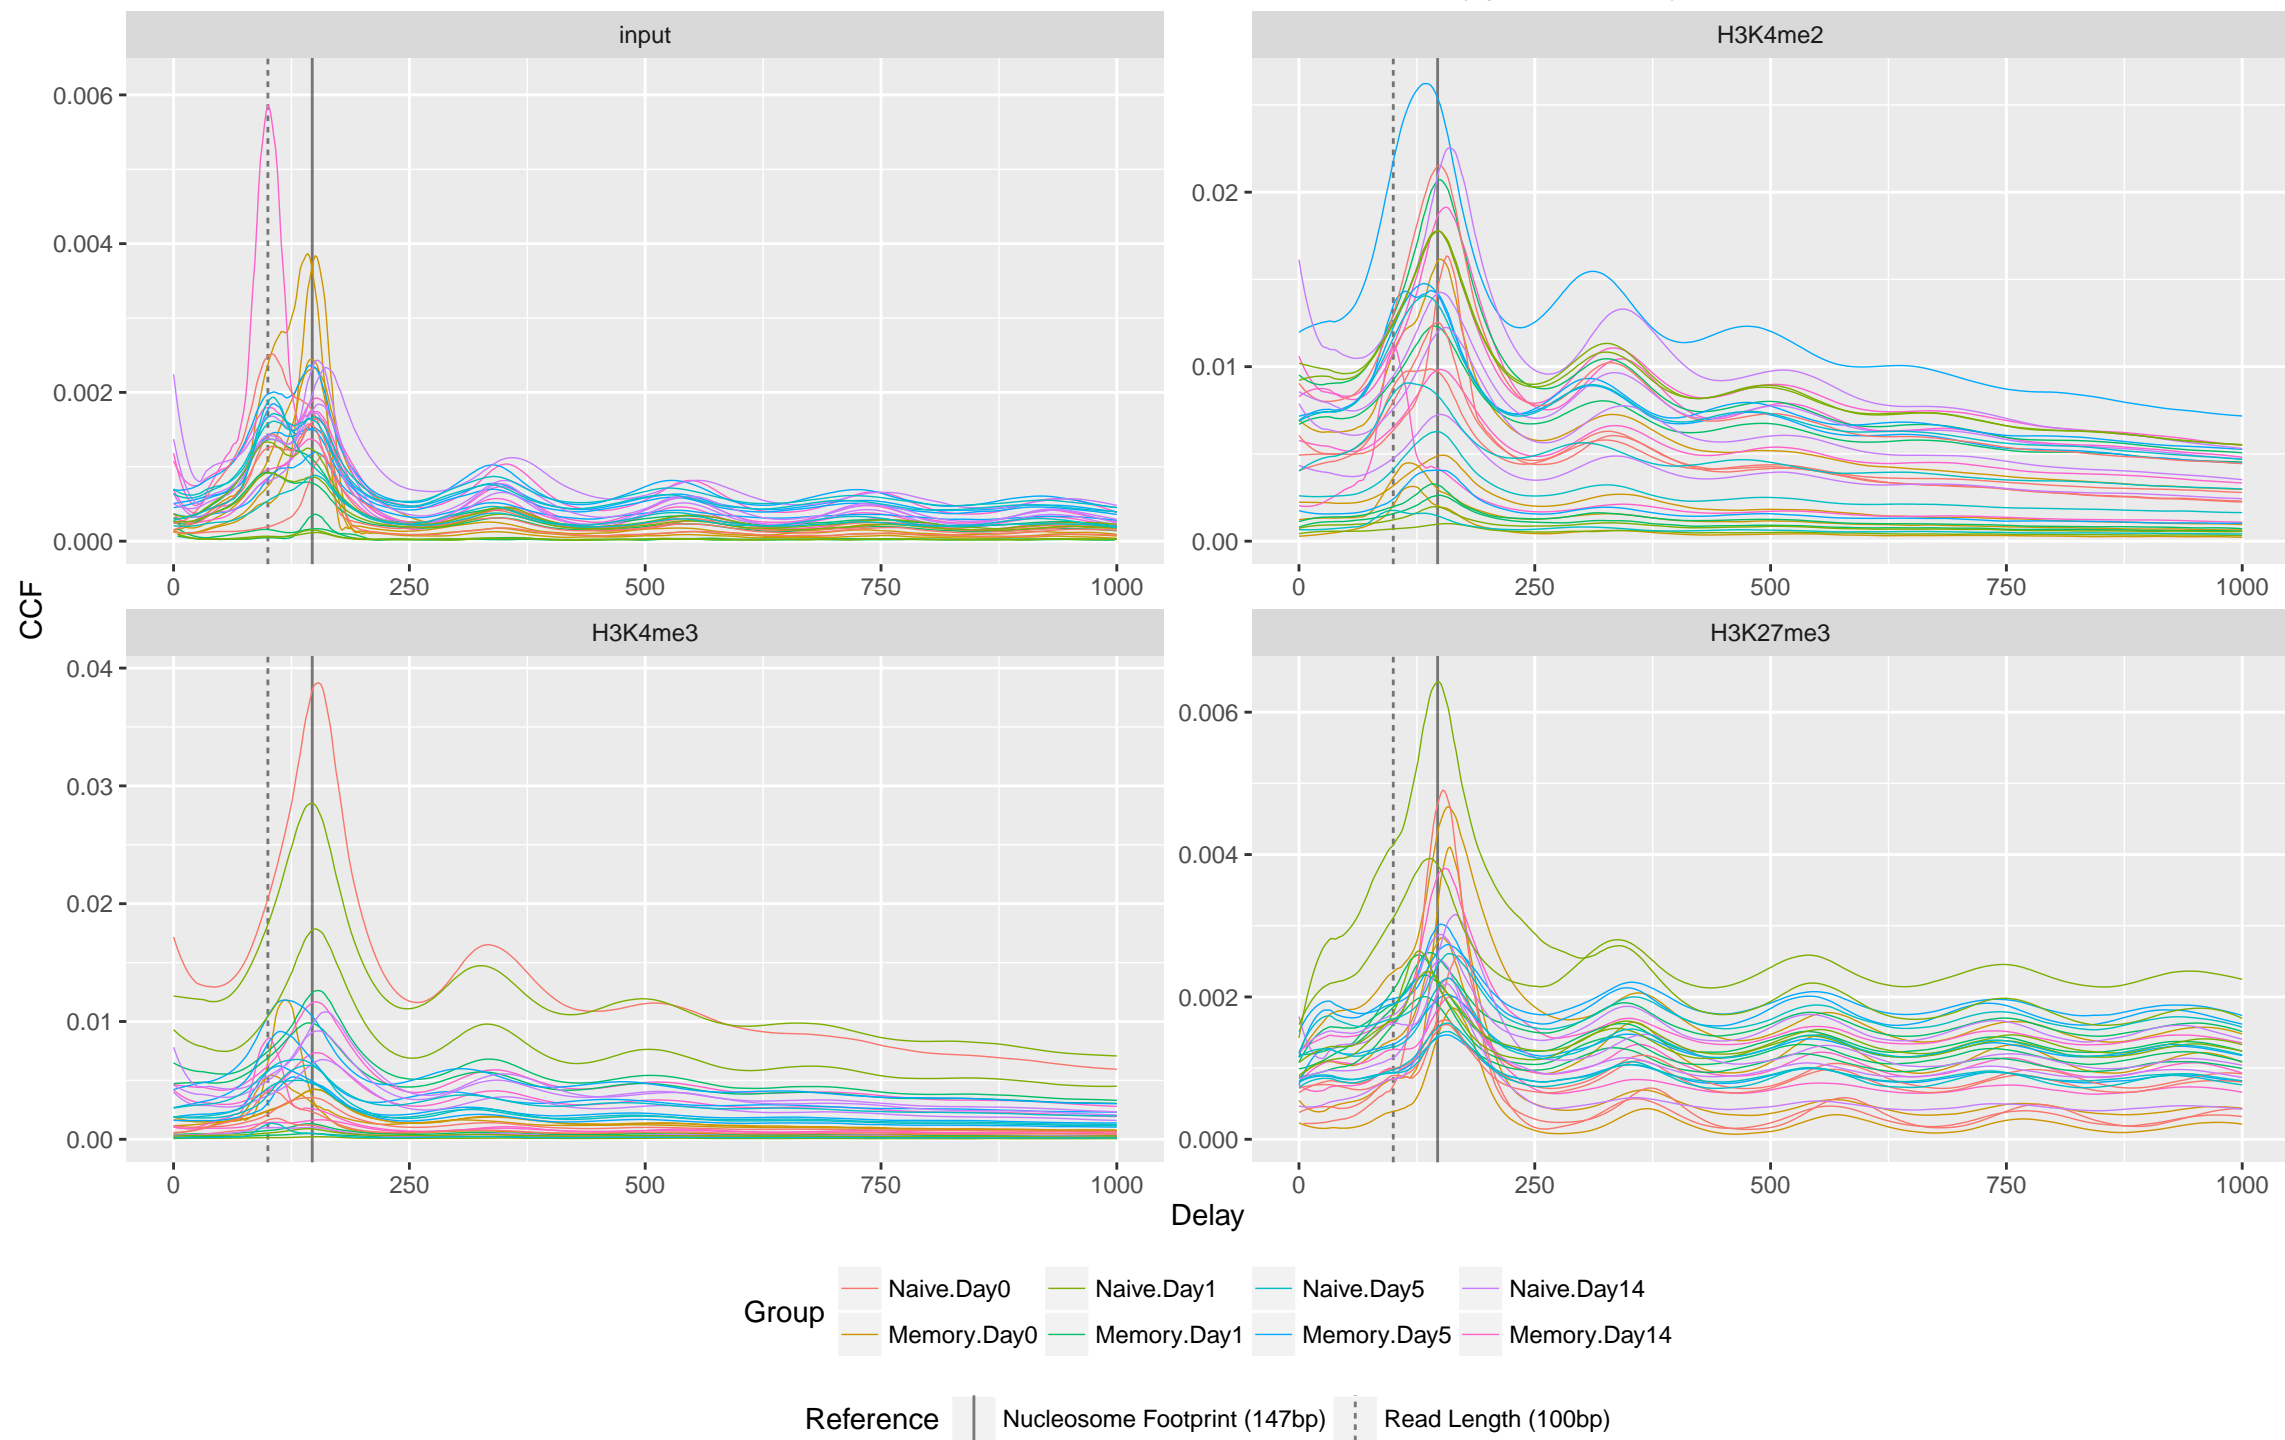 input
H3K4me2
0.006
0.004
0.002
0.000
0.02
0.01
0.00
0 250 500 750 1000
0 250 500 750 1000
CCF
H3K4me3
H3K27me3
0.04
0.03
0.02
0.01
0.00
0.006
0.004
0.002
0.000
0 250 500 750 1000
0 250 500 750 1000
Delay
Group
Naive.Day0 Naive.Day1 Naive.Day5 Naive.Day14
Memory.Day0 Memory.Day1 Memory.Day5 Memory.Day14
Reference Nucleosome Footprint (147bp) Read Length (100bp)